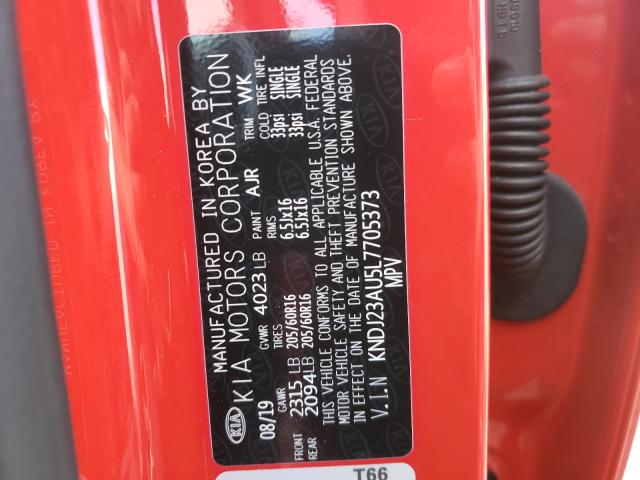 MANUFACTURED IN KOREA BY
KIA KIA MOTORS CORPORATION
08/19 GVWR 4023 LB PAINT AJR TRIM WK
GAWR TIRES RIMS COLD TIRE INFL
FRONT 2315 LB 205/60R16 6.5Jx16 33psi SINGLE
REAR 2094 LB 205/60R16 6.5Jx16 33psi SINGLE
THIS VEHICLE CONFORMS TO ALL APPLICABLE U.S.A. FEDERAL
MOTOR VEHICLE SAFETY AND THEFT PREVENTION STANDARDS
IN EFFECT ON THE DATE OF MANUFACTURE SHOWN ABOVE.
V.I.N KNDJ23AU5L7705373
MPV
T66